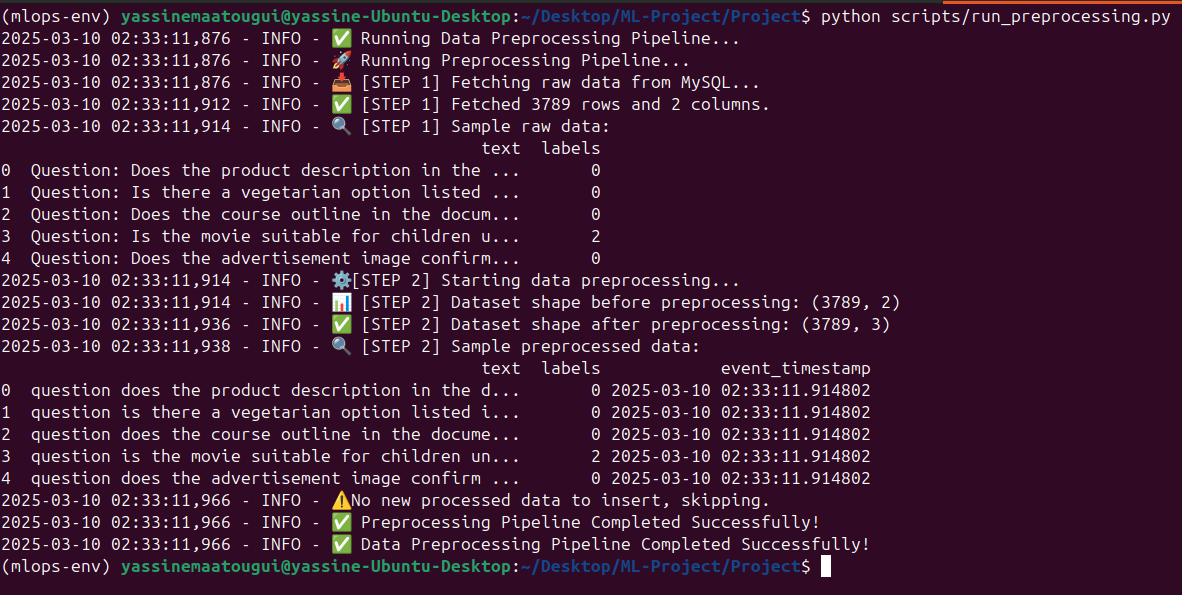 (mlops-env) yassinemaatougui@yassine-Ubuntu-Desktop:~/Desktop/ML-Project/Project$ python scripts/run_preprocessing.py
2025-03-10 02:33:11,876 - INFO - ✅ Running Data Preprocessing Pipeline...
2025-03-10 02:33:11,876 - INFO - 🚀 Running Preprocessing Pipeline...
2025-03-10 02:33:11,876 - INFO - 📥 [STEP 1] Fetching raw data from MySQL...
2025-03-10 02:33:11,912 - INFO - ✅ [STEP 1] Fetched 3789 rows and 2 columns.
2025-03-10 02:33:11,914 - INFO - 🔍 [STEP 1] Sample raw data:
text  labels
0  Question: Does the product description in the ...       0
1  Question: Is there a vegetarian option listed ...       0
2  Question: Does the course outline in the docum...       0
3  Question: Is the movie suitable for children u...       2
4  Question: Does the advertisement image confirm...       0
2025-03-10 02:33:11,914 - INFO - ⚙️[STEP 2] Starting data preprocessing...
2025-03-10 02:33:11,914 - INFO - 📊 [STEP 2] Dataset shape before preprocessing: (3789, 2)
2025-03-10 02:33:11,936 - INFO - ✅ [STEP 2] Dataset shape after preprocessing: (3789, 3)
2025-03-10 02:33:11,938 - INFO - 🔍 [STEP 2] Sample preprocessed data:
text  labels            event_timestamp
0  question does the product description in the d...       0 2025-03-10 02:33:11.914802
1  question is there a vegetarian option listed i...       0 2025-03-10 02:33:11.914802
2  question does the course outline in the docume...       0 2025-03-10 02:33:11.914802
3  question is the movie suitable for children un...       2 2025-03-10 02:33:11.914802
4  question does the advertisement image confirm ...       0 2025-03-10 02:33:11.914802
2025-03-10 02:33:11,966 - INFO - ⚠️No new processed data to insert, skipping.
2025-03-10 02:33:11,966 - INFO - ✅ Preprocessing Pipeline Completed Successfully!
2025-03-10 02:33:11,966 - INFO - ✅ Data Preprocessing Pipeline Completed Successfully!
(mlops-env) yassinemaatougui@yassine-Ubuntu-Desktop:~/Desktop/ML-Project/Project$